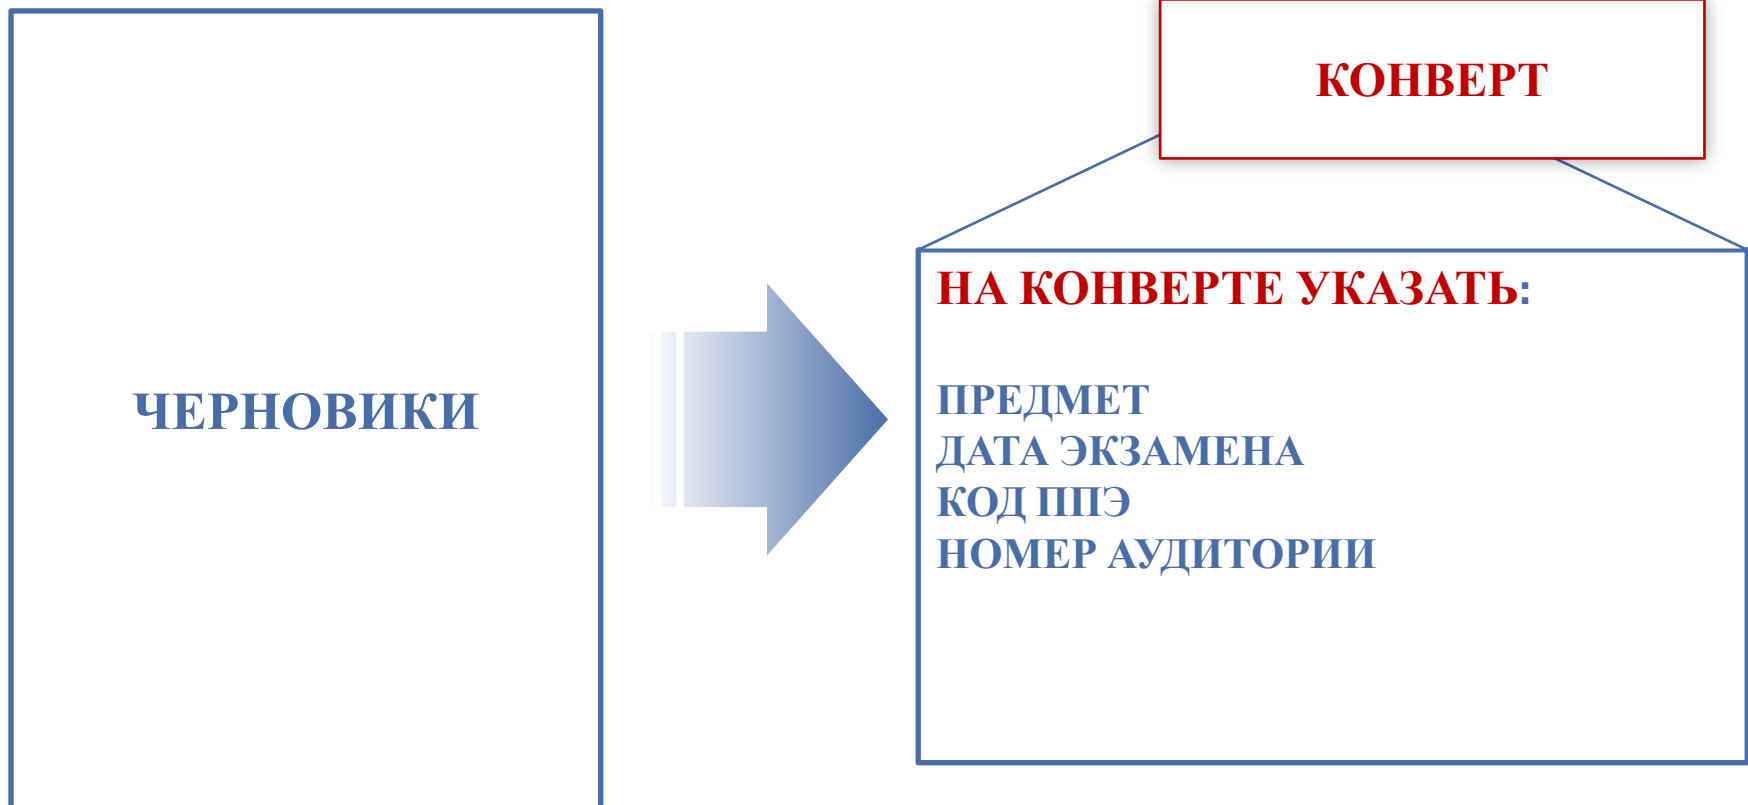 ЧЕРНОВИКИ
КОНВЕРТ
НА КОНВЕРТЕ УКАЗАТЬ:
ПРЕДМЕТ
ДАТА ЭКЗАМЕНА
КОД ППЭ
НОМЕР АУДИТОРИИ